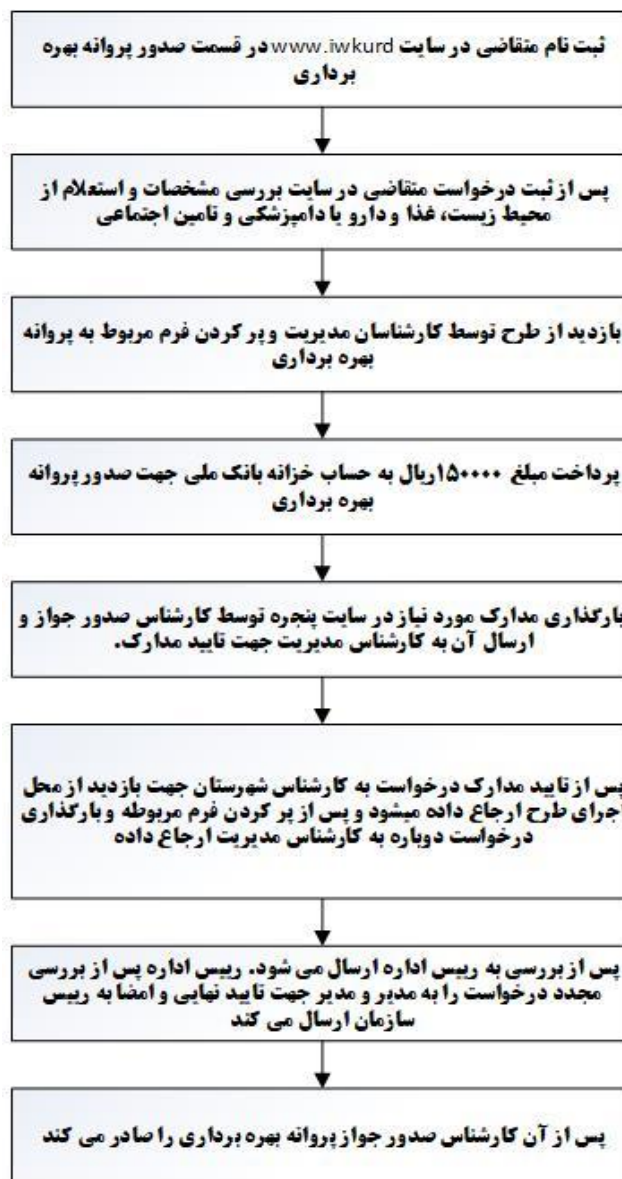 ثبت نام متقاضی در سایت www.iwkurd در قسمت صدور پروانه بهره
برداری
پس از ثبت درخواست متقاضی در سایت بررسی مشخصات و استعلام از
محیط زیست، غذا و دارو یا دامپزشکی و تامین اجتماعی
بازدید از طرح توسط کارشناسان مدیریت و پر کردن فرم مربوط به پروانه
بهره برداری
پرداخت مبلغ ۱۵۰۰۰۰ریال به حساب خزانه بانک ملی جهت صدور پروانه
بهره برداری
بارگذاری مدارک مورد نیاز در سایت پنجره توسط کارشناس صدور جواز و
ارسال آن به کارشناس مدیریت جهت تایید مدارک.
پس از تایید مدارک درخواست به کارشناس شهرستان جهت بازدید از محل
اجرای طرح ارجاع داده میشود و پس از پر کردن فرم مربوطه و بارگذاری
درخواست دوباره به کارشناس مدیریت ارجاع داده
پس از بررسی به رییس اداره ارسال می شود. رییس اداره پس از بررسی
مجدد درخواست را به مدیر و مدیر جهت تایید نهایی و امضا به رییس
سازمان ارسال می کند
پس از آن کارشناس صدور جواز پروانه بهره برداری را صادر می کند